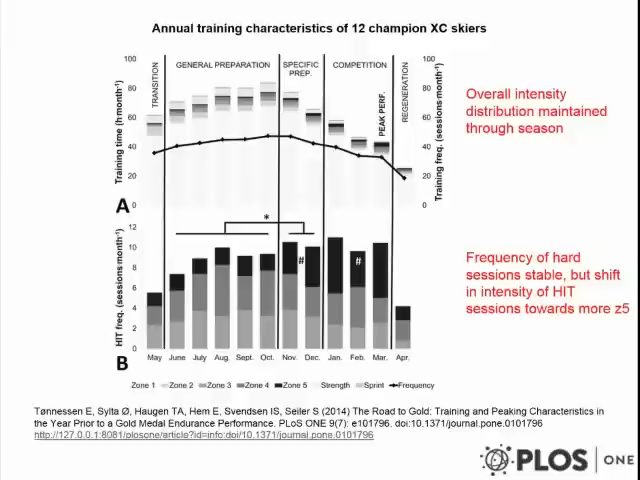 Annual training characteristics of 12 champion XC skiers
TRANSITION
GENERAL PREPARATION
SPECIFIC
PREP.
COMPETITION
PEAK PERF.
REGENERATION
Training time (h·month-1)
100
80
60
40
20
0
100
80
60
40
20
0
Training freq. (sessions·month-1)
A
Overall intensity
distribution maintained
through season
HIT freq. (sessions·month-1)
12
10
8
6
4
2
0
*
#
#
B
May June July Aug. Sept. Oct. Nov. Dec. Jan. Feb. Mar. Apr.
Zone 1 Zone 2 Zone 3 Zone 4 Zone 5 Strength Sprint Frequency
Frequency of hard
sessions stable, but shift
in intensity of HIT
sessions towards more z5
Tønnessen E, Sylta Ø, Haugen TA, Hem E, Svendsen IS, Seiler S (2014) The Road to Gold: Training and Peaking Characteristics in
the Year Prior to a Gold Medal Endurance Performance. PLoS ONE 9(7): e101796. doi:10.1371/journal.pone.0101796
http://127.0.0.1:8081/plosone/article?id=info:doi/10.1371/journal.pone.0101796
PLOS | ONE